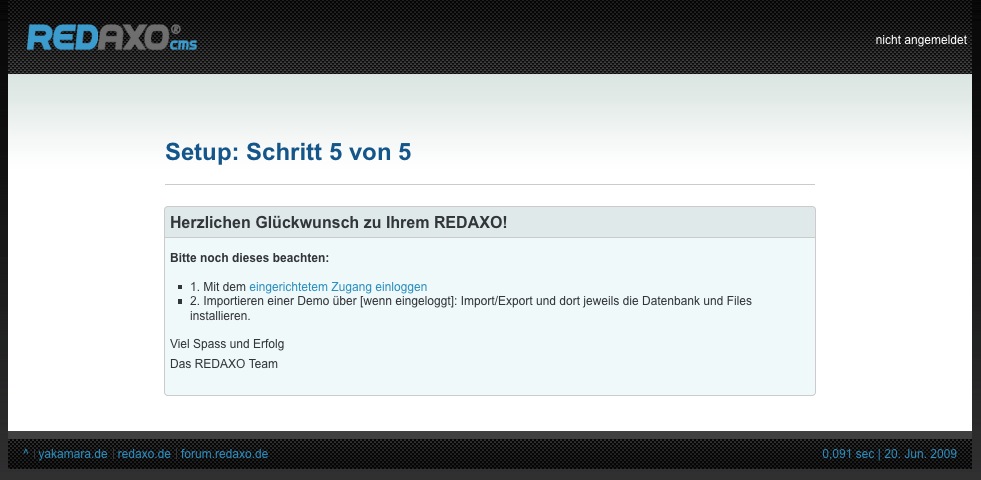 REDAXO® cms
nicht angemeldet
Setup: Schritt 5 von 5
Herzlichen Glückwunsch zu Ihrem REDAXO!
Bitte noch dieses beachten:
1. Mit dem eingerichtetem Zugang einloggen
2. Importieren einer Demo über [wenn eingeloggt]: Import/Export und dort jeweils die Datenbank und Files
installieren.
Viel Spass und Erfolg
Das REDAXO Team
^ | yakamara.de | redaxo.de | forum.redaxo.de
0,091 sec | 20. Jun. 2009